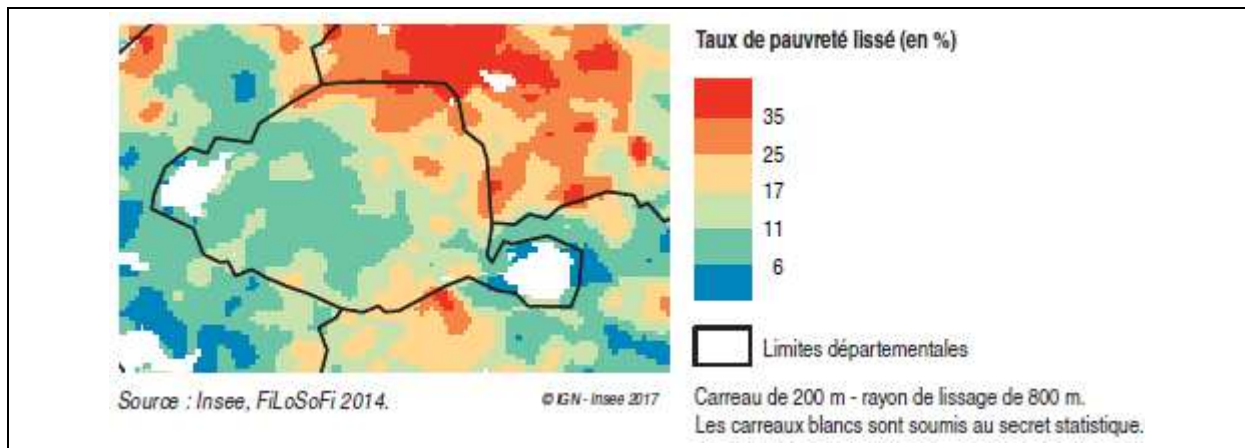 Taux de pauvreté lissé (en %)
35
25
17
11
6
Limites départementales
Carreau de 200 m - rayon de lissage de 800 m.
Les carreaux blancs sont soumis au secret statistique.
Source : Insee, FiLoSoFi 2014.
© IGN - Insee 2017